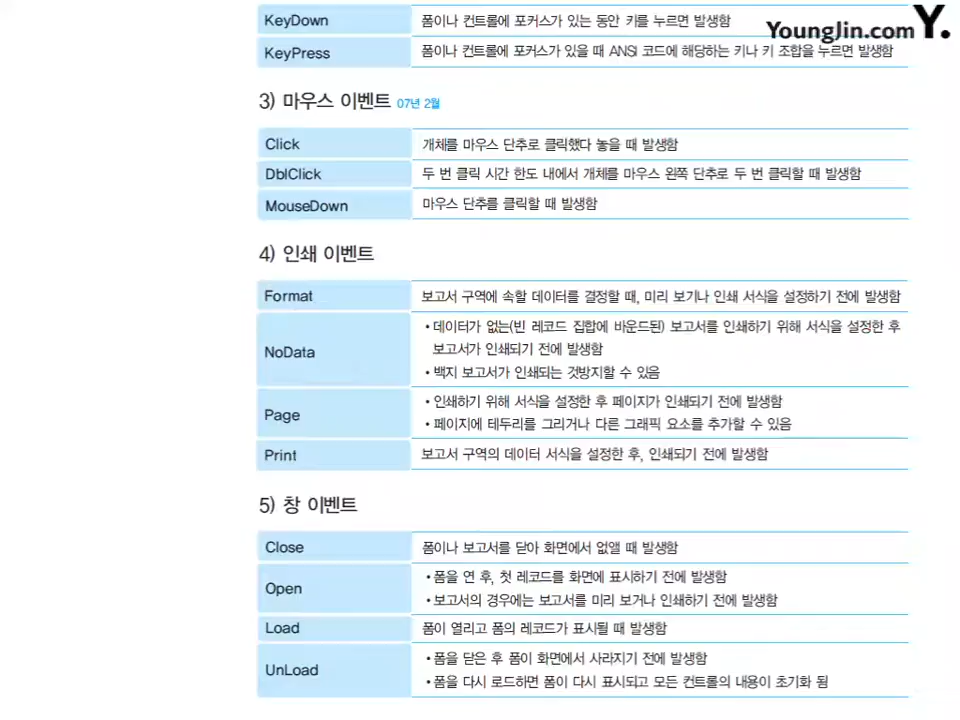 KeyDown 폼이나 컨트롤에 포커스가 있는 동안 키를 누르면 발생함
YoungJin.com Y.
KeyPress 폼이나 컨트롤에 포커스가 있을 때 ANSI 코드에 해당하는 키나 키 조합을 누르면 발생함
3) 마우스 이벤트 07년 2월
Click 개체를 마우스 단추로 클릭했다 놓을 때 발생함
DblClick 두 번 클릭 시간 한도 내에서 개체를 마우스 왼쪽 단추로 두 번 클릭할 때 발생함
MouseDown 마우스 단추를 클릭할 때 발생함
4) 인쇄 이벤트
Format 보고서 구역에 속할 데이터를 결정할 때, 미리 보기나 인쇄 서식을 설정하기 전에 발생함
NoData
•데이터가 없는(빈 레코드 집합에 바운드된) 보고서를 인쇄하기 위해 서식을 설정한 후
보고서가 인쇄되기 전에 발생함
•백지 보고서가 인쇄되는 것방지할 수 있음
Page
•인쇄하기 위해 서식을 설정한 후 페이지가 인쇄되기 전에 발생함
•페이지에 테두리를 그리거나 다른 그래픽 요소를 추가할 수 있음
Print 보고서 구역의 데이터 서식을 설정한 후, 인쇄되기 전에 발생함
5) 창 이벤트
Close 폼이나 보고서를 닫아 화면에서 없앨 때 발생함
Open
•폼을 연 후, 첫 레코드를 화면에 표시하기 전에 발생함
•보고서의 경우에는 보고서를 미리 보거나 인쇄하기 전에 발생함
Load 폼이 열리고 폼의 레코드가 표시될 때 발생함
UnLoad
•폼을 닫은 후 폼이 화면에서 사라지기 전에 발생함
•폼을 다시 로드하면 폼이 다시 표시되고 모든 컨트롤의 내용이 초기화 됨